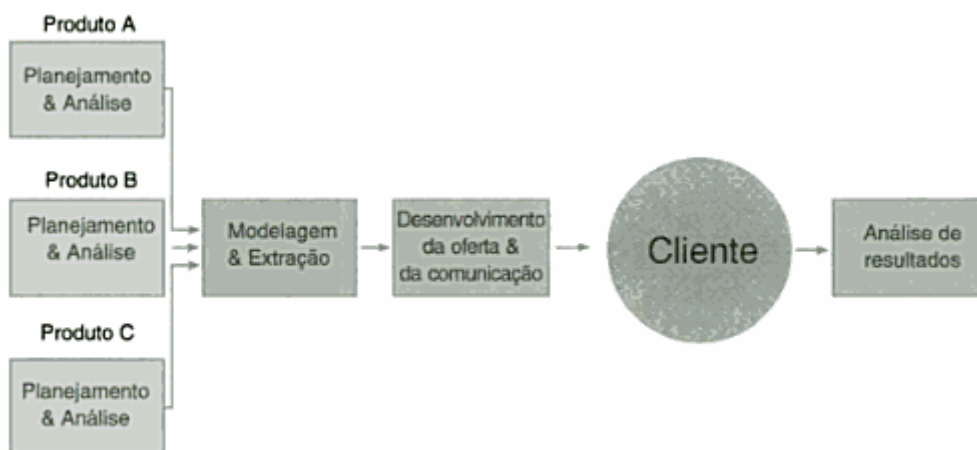 Produto A
Planejamento
& Análise
Produto B
Planejamento
& Análise
Produto C
Planejamento
& Análise
Modelagem
& Extração
Desenvolvimento
da oferta &
da comunicação
Cliente
Análise de
resultados